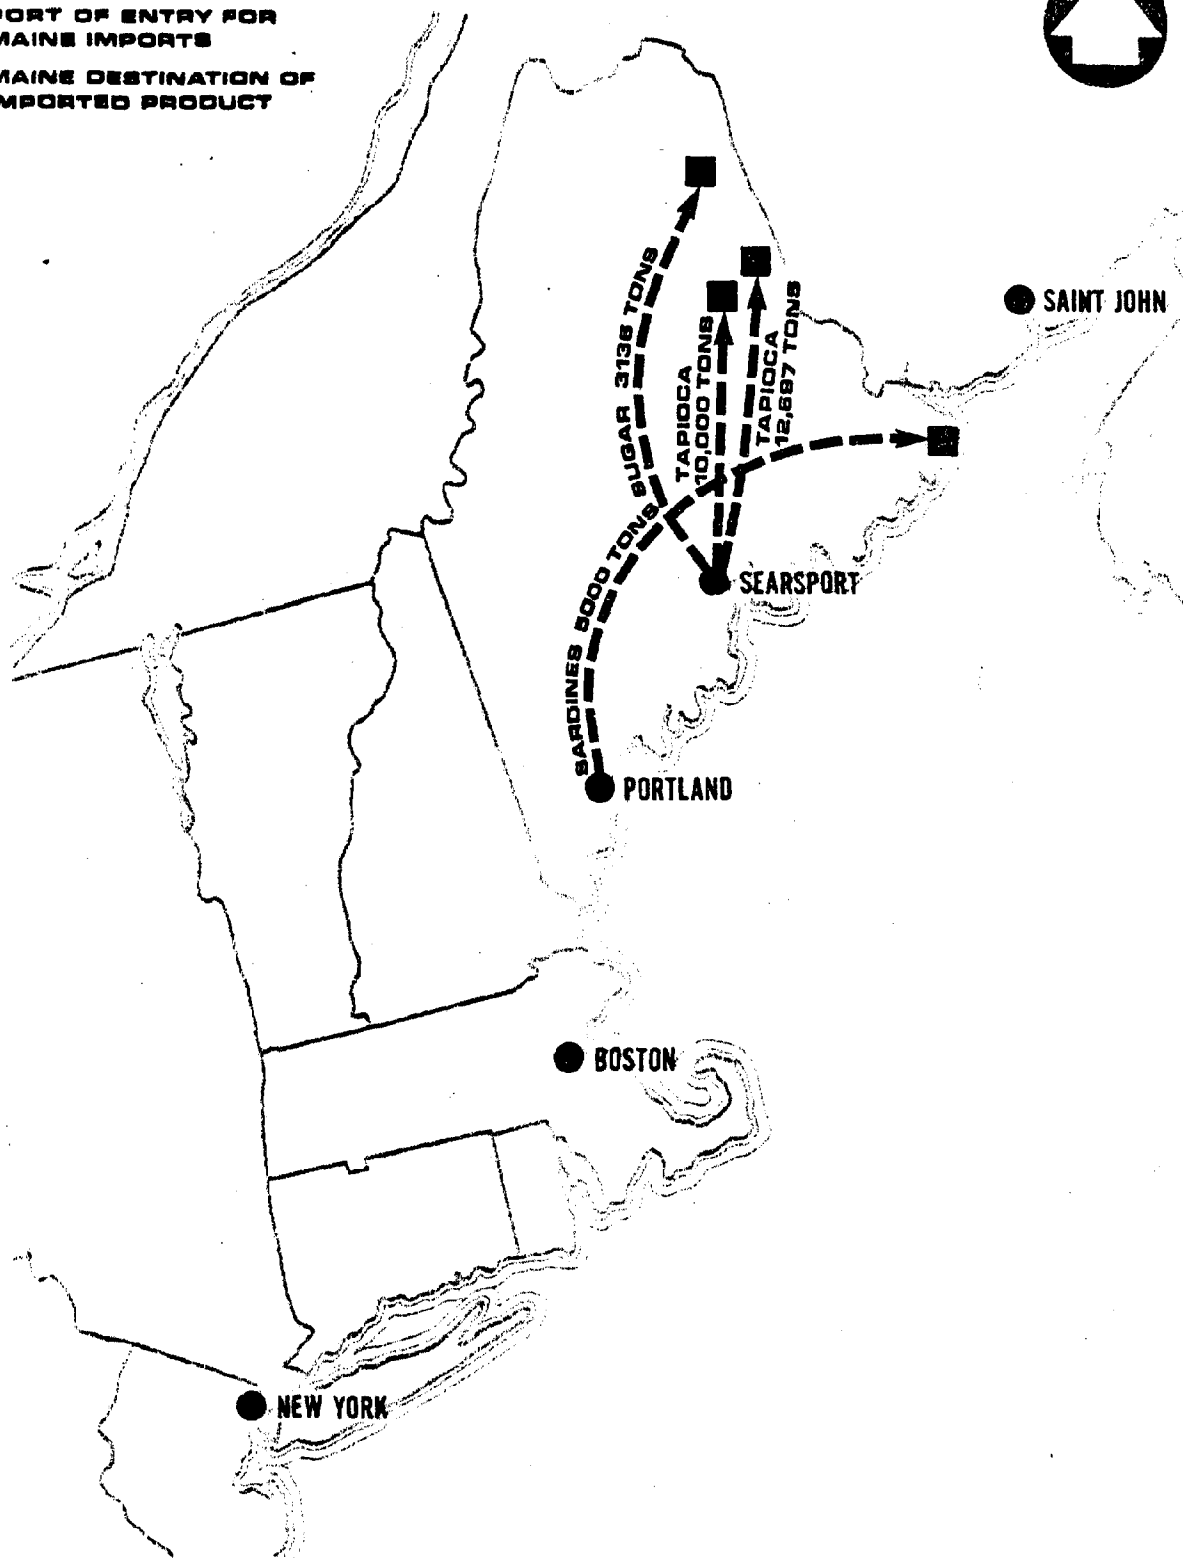 PORT OF ENTRY FOR
MAINE IMPORTS
MAINE DESTINATION OF
IMPORTED PRODUCT
SUGAR 3136 TONS
TAPIOCA
10,000 TONS
TAPIOCA
12,697 TONS
SAINT JOHN
SARDINES 5000 TONS
SEARSPORT
PORTLAND
BOSTON
NEW YORK